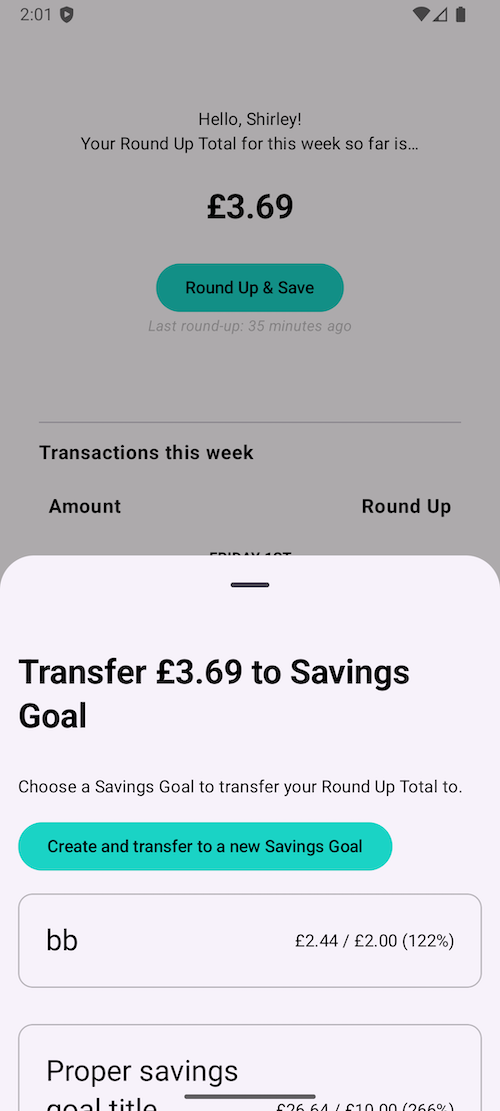 2:01
Hello, Shirley!
Your Round Up Total for this week so far is...
£3.69
Round Up & Save
Last round-up: 35 minutes ago
Transactions this week
Amount Round Up
FRIDAY 1ST
Transfer £3.69 to Savings
Goal
Choose a Savings Goal to transfer your Round Up Total to.
Create and transfer to a new Savings Goal
bb £2.44 / £2.00 (122%)
Proper savings
goal title £26.64 / £10.00 (266%)